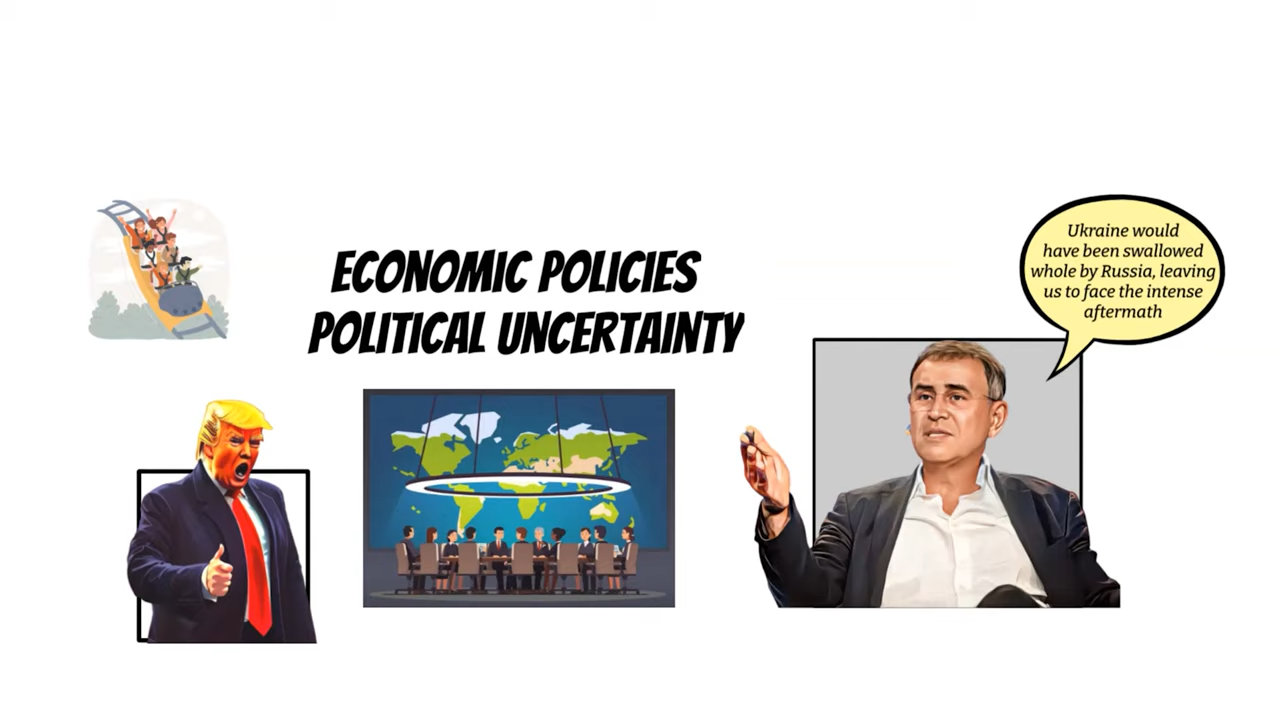 ECONOMIC POLICIES
POLITICAL UNCERTAINTY
Ukraine would
have been swallowed
whole by Russia, leaving
us to face the intense
aftermath